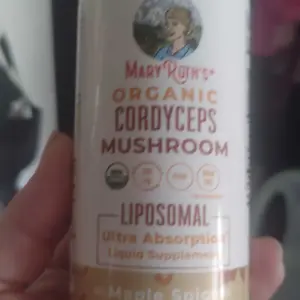 MARYRUTH'S
ORGANIC
CORDYCEPS
MUSHROOM
LIPOSOMAL
Ultra Absorption
Liquid Supplement
Maple Spice